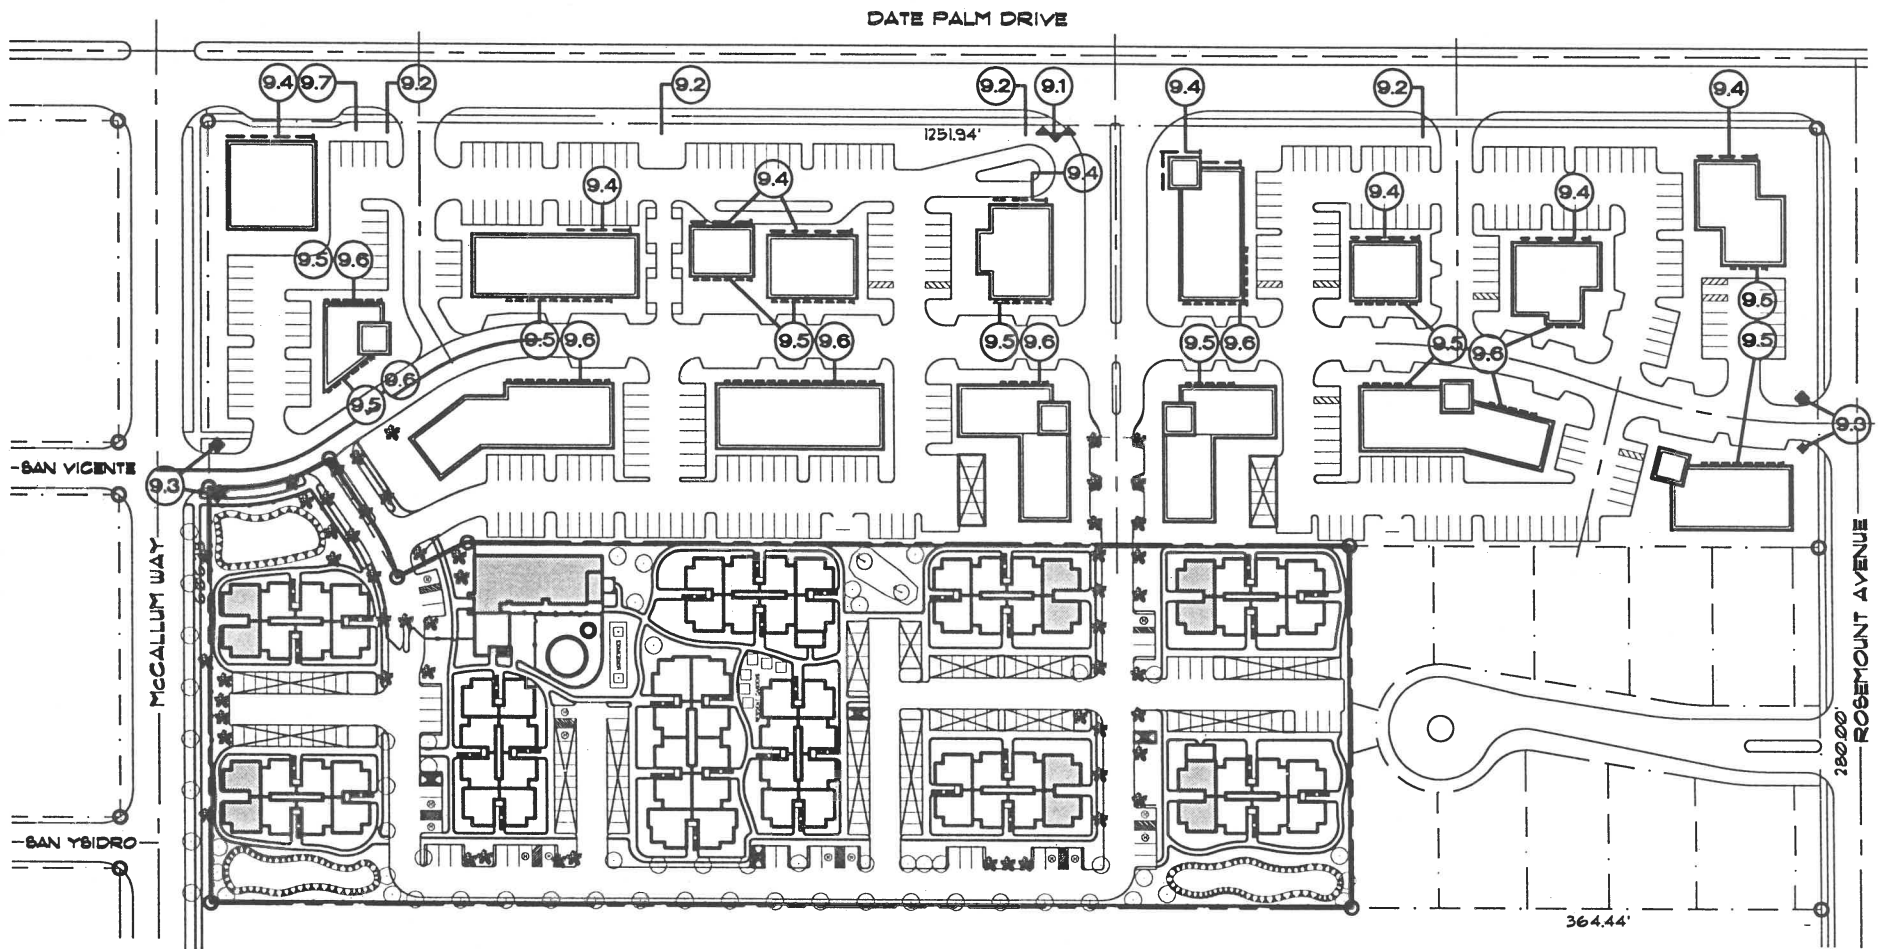 DATE PALM DRIVE
9.4 9.7 9.2 9.2 9.2 9.1 9.4 9.2 9.4
1251.94'
9.4 9.4 9.4 9.4 9.4
9.5 9.6
9.5 9.6 9.5 9.6 9.5 9.6 9.5 9.6 9.5 9.6 9.5
9.5
9.6
9.5
9.3
SAN VICENTE
9.3
McCALLUM WAY
ROSEMOUNT AVENUE
280.00'
SAN YSIDRO
364.44'